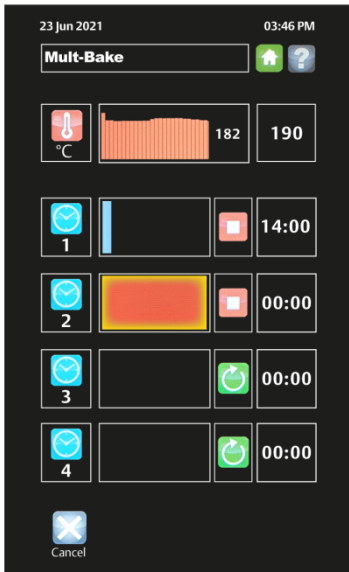 23 Jun 2021 03:46 PM
Mult-Bake
?
°C 182 190
1 14:00
2 00:00
3 00:00
4 00:00
Cancel